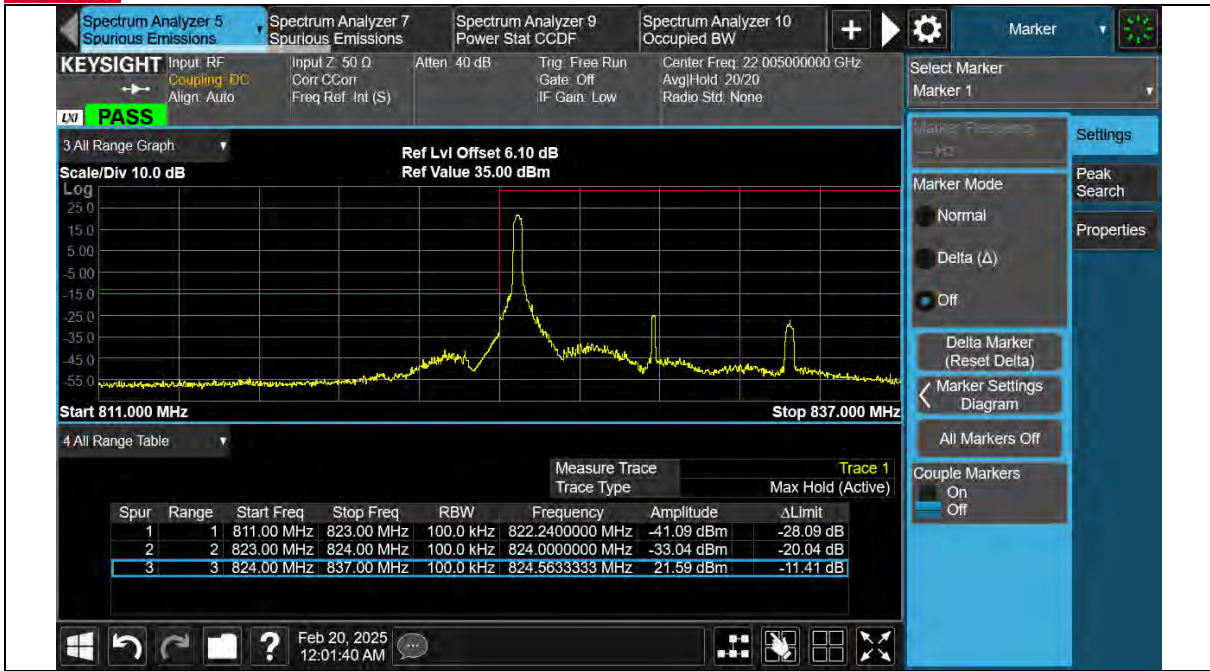 Spectrum Analyzer 5
Spurious Emissions
Spectrum Analyzer 7
Spurious Emissions
Spectrum Analyzer 9
Power Stat CCDF
Spectrum Analyzer 10
Occupied BW
Marker
KEYSIGHT
Input: RF
Coupling: DC
Align: Auto
Input Z: 50 Ω
Corr CCorr
Freq Ref: Int (S)
Atten: 40 dB
Trig: Free Run
Gate: Off
IF Gain: Low
Center Freq: 22.005000000 GHz
Avg|Hold: 20/20
Radio Std: None
LXI PASS
3 All Range Graph
Ref Lvl Offset 6.10 dB
Scale/Div 10.0 dB Ref Value 35.00 dBm
Log
25.0
15.0
5.00
-5.00
-15.0
-25.0
-35.0
-45.0
-55.0
Start 811.000 MHz Stop 837.000 MHz
4 All Range Table
Measure Trace Trace 1
Trace Type Max Hold (Active)
Spur Range Start Freq Stop Freq RBW Frequency Amplitude ΔLimit
1 1 811.00 MHz 823.00 MHz 100.0 kHz 822.2400000 MHz -41.09 dBm -28.09 dB
2 2 823.00 MHz 824.00 MHz 100.0 kHz 824.0000000 MHz -33.04 dBm -20.04 dB
3 3 824.00 MHz 837.00 MHz 100.0 kHz 824.5633333 MHz 21.59 dBm -11.41 dB
Select Marker
Marker 1
Marker Frequency
--- Hz
Marker Mode
Normal
Delta (Δ)
Off
Delta Marker
(Reset Delta)
Marker Settings
Diagram
All Markers Off
Couple Markers
On
Off
Settings
Peak
Search
Properties
Feb 20, 2025
12:01:40 AM